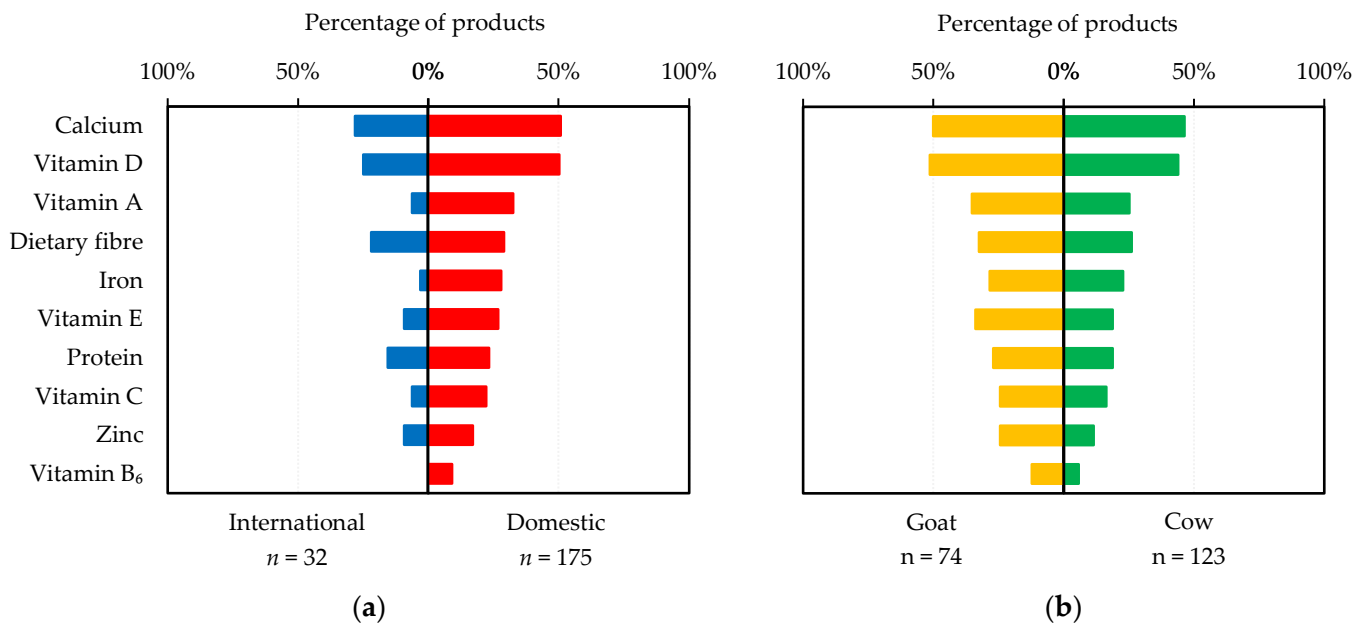 Percentage of products
100% 50% 0% 50% 100%
Calcium
Vitamin D
Vitamin A
Dietary fibre
Iron
Vitamin E
Protein
Vitamin C
Zinc
Vitamin B₆
International Domestic
n = 32 n = 175
(a)
Percentage of products
100% 50% 0% 50% 100%
Goat Cow
n = 74 n = 123
(b)